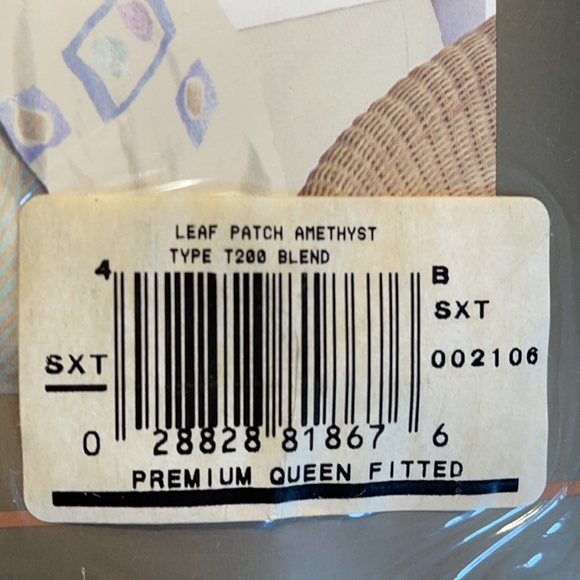 LEAF PATCH AMETHYST
TYPE T200 BLEND
4 B
SXT
SXT 002106
0 28828 81867 6
PREMIUM QUEEN FITTED